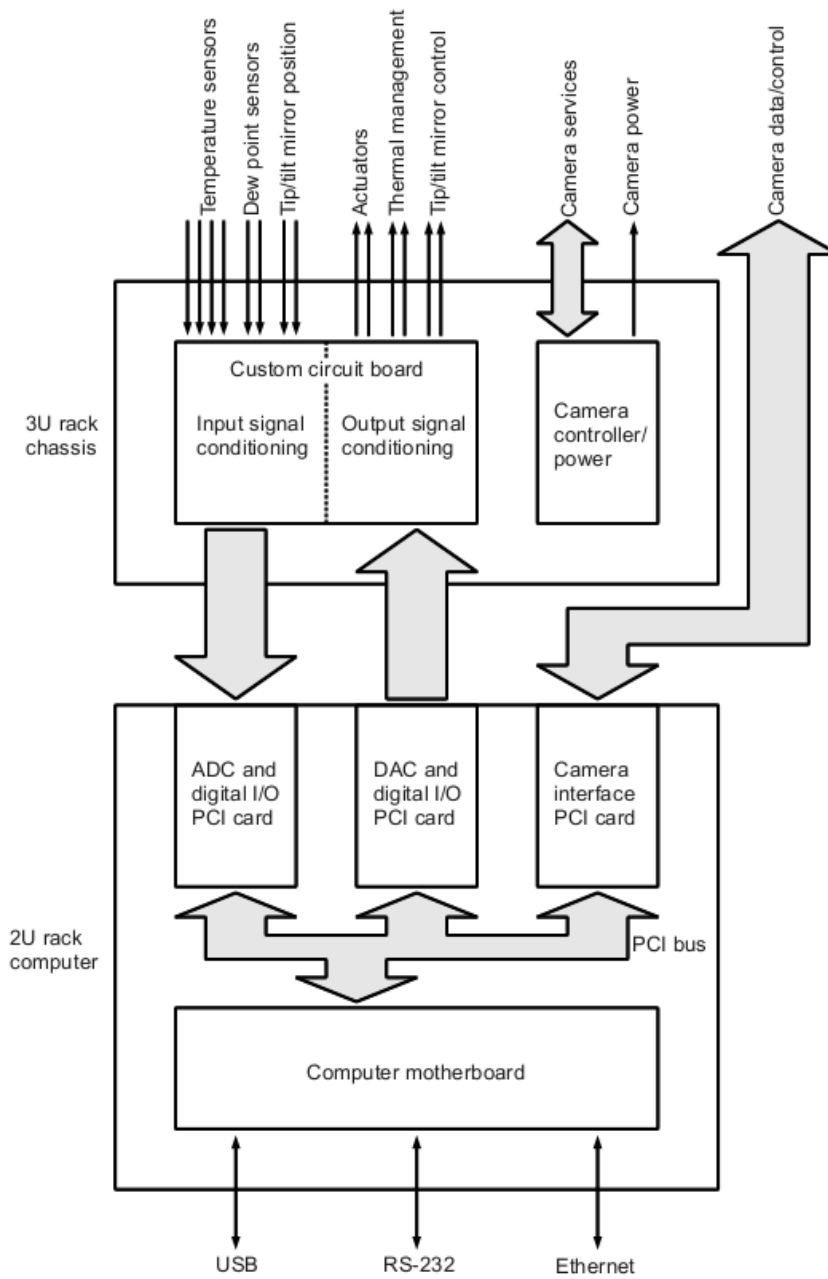 Temperature sensors
Dew point sensors
Tip/tilt mirror position
Actuators
Thermal management
Tip/tilt mirror control
Camera services
Camera power
Camera data/control
3U rack
chassis
Custom circuit board
Input signal
conditioning
Output signal
conditioning
Camera
controller/
power
ADC and
digital I/O
PCI card
DAC and
digital I/O
PCI card
Camera
interface
PCI card
2U rack
computer
PCI bus
Computer motherboard
USB
RS-232
Ethernet